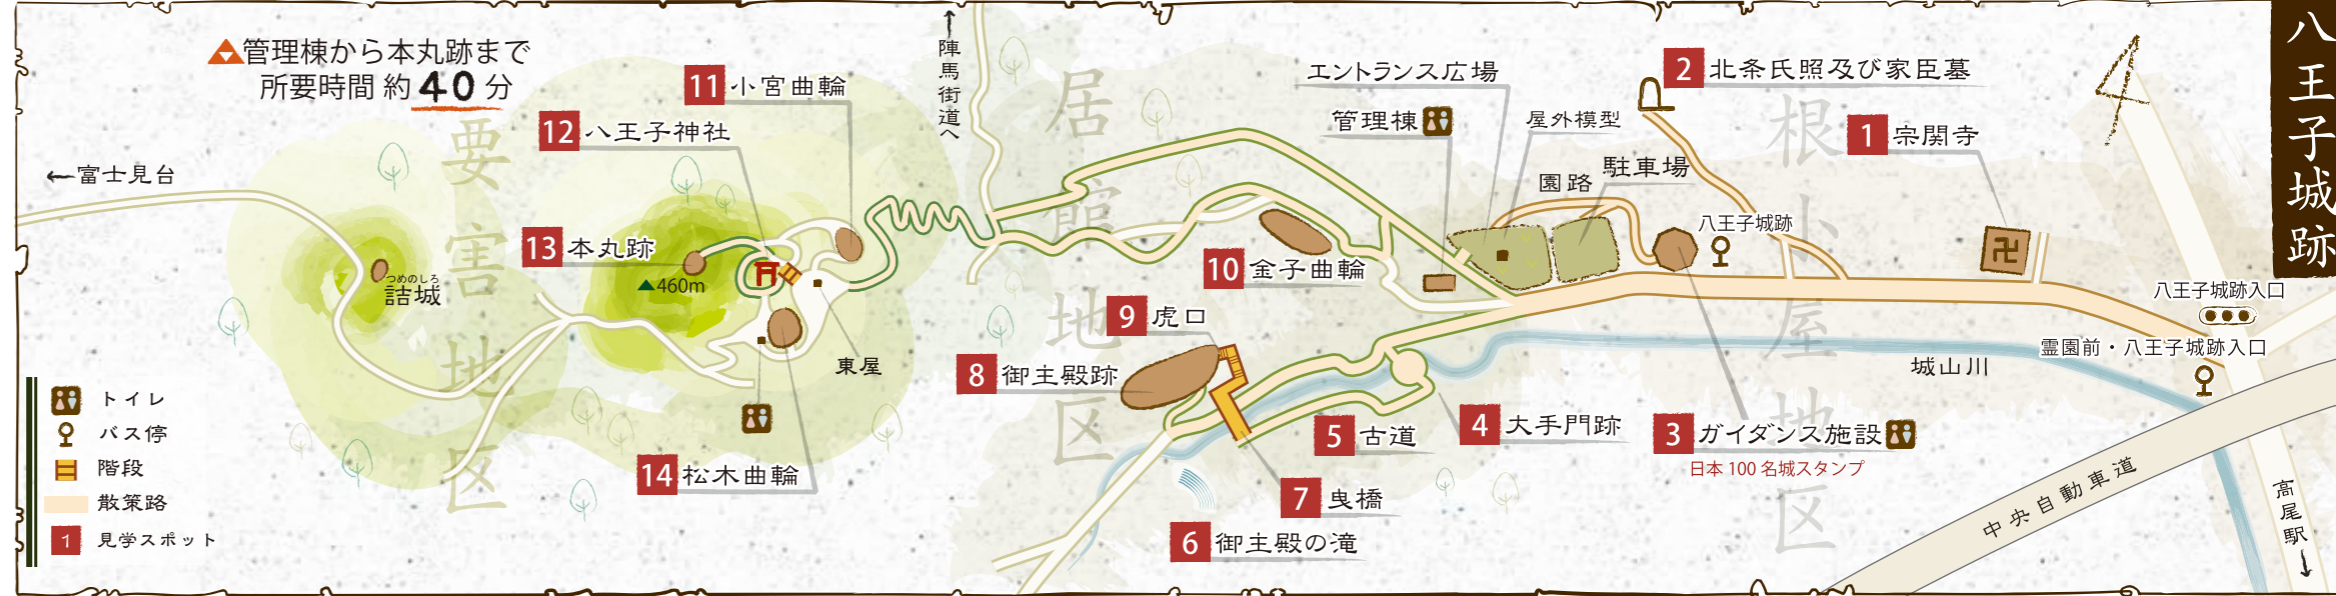 八王子城跡
管理棟から本丸跡まで
所要時間 約40分
←富士見台
要害地区
11 小宮曲輪
12 八王子神社
13 本丸跡
▲460m
つめのしろ
詰城
東屋
14 松木曲輪
↑陣馬街道へ
居館地区
エントランス広場
管理棟
屋外模型
園路
駐車場
2 北条氏照及び家臣墓
1 宗関寺
根小屋地区
八王子城跡
10 金子曲輪
9 虎口
8 御主殿跡
7 曳橋
6 御主殿の滝
5 古道
4 大手門跡
3 ガイダンス施設
日本100名城スタンプ
城山川
八王子城跡入口
霊園前・八王子城跡入口
中央自動車道
高尾駅↓
卍
トイレ
バス停
階段
散策路
1 見学スポット
4